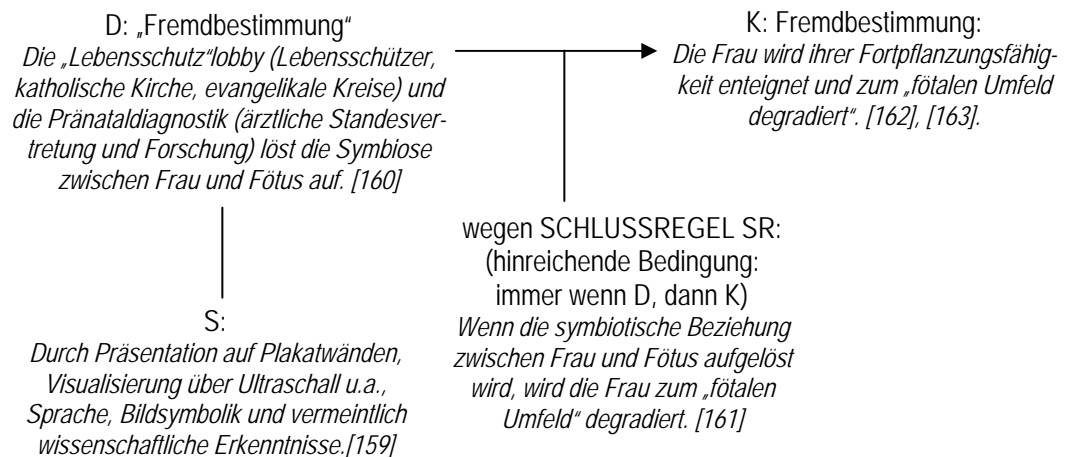 D: „Fremdbestimmung“
Die „Lebensschutz“lobby (Lebensschützer,
katholische Kirche, evangelikale Kreise) und
die Pränataldiagnostik (ärztliche Standesver-
tretung und Forschung) löst die Symbiose
zwischen Frau und Fötus auf. [160]
K: Fremdbestimmung:
Die Frau wird ihrer Fortpflanzungsfähig-
keit enteignet und zum „fötalen Umfeld
degradiert“. [162], [163].
wegen SCHLUSSREGEL SR:
(hinreichende Bedingung:
immer wenn D, dann K)
Wenn die symbiotische Beziehung
zwischen Frau und Fötus aufgelöst
wird, wird die Frau zum „fötalen
Umfeld“ degradiert. [161]
S:
Durch Präsentation auf Plakatwänden,
Visualisierung über Ultraschall u.a.,
Sprache, Bildsymbolik und vermeintlich
wissenschaftliche Erkenntnisse.[159]